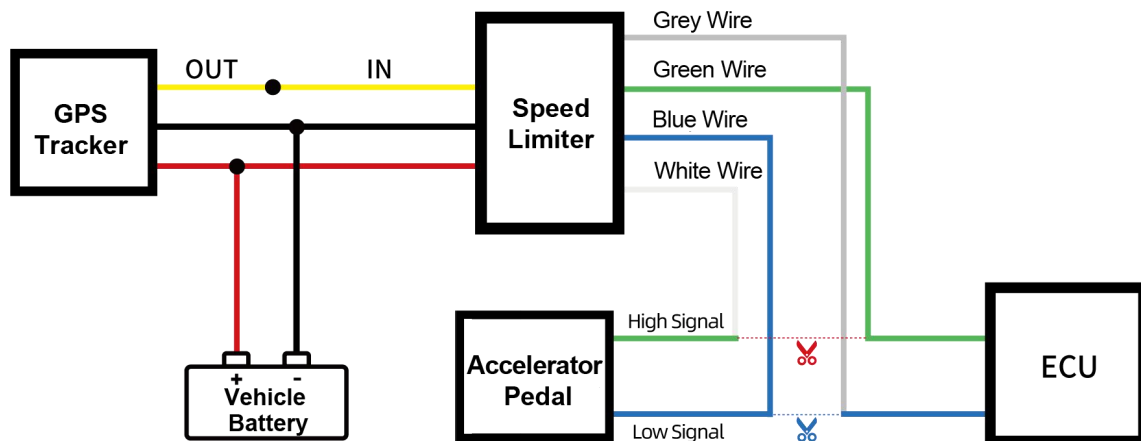 GPS
Tracker
OUT
IN
Speed
Limiter
Grey Wire
Green Wire
Blue Wire
White Wire
+ -
Vehicle
Battery
Accelerator
Pedal
High Signal
Low Signal
ECU